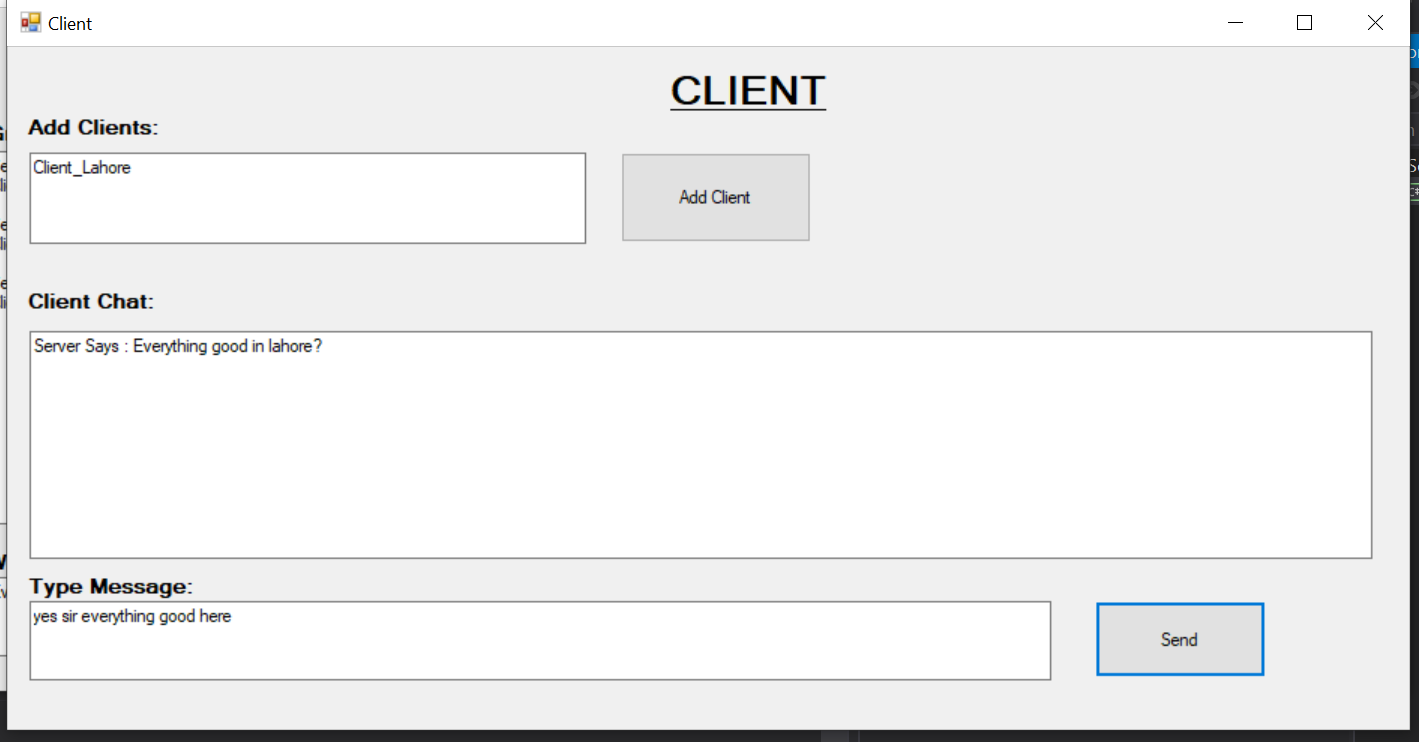 Client
CLIENT
Add Clients:
Client_Lahore
Add Client
Client Chat:
Server Says : Everything good in lahore?
Type Message:
yes sir everything good here
Send